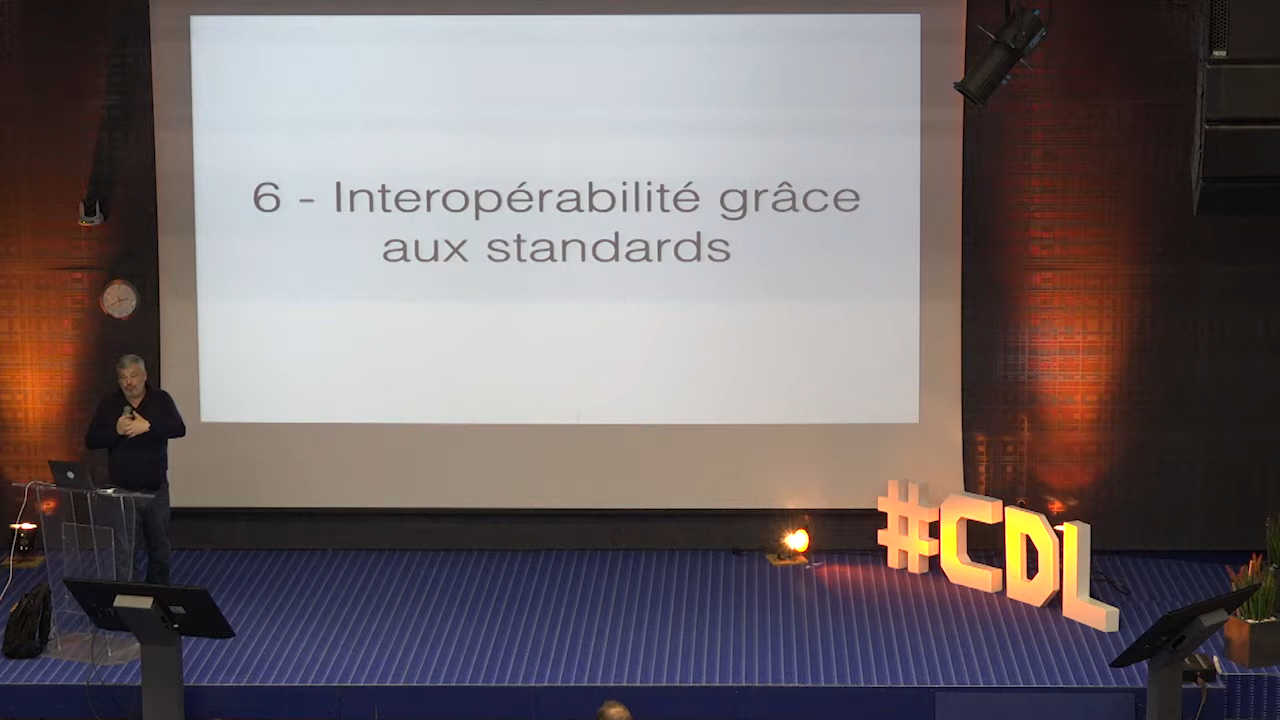 6 - Interopérabilité grâce
aux standards
#CDL